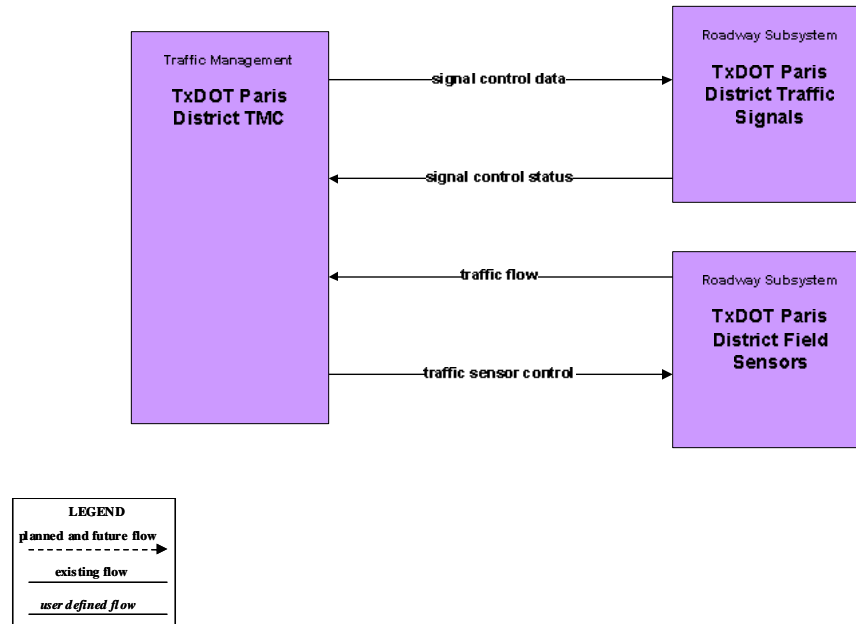 Traffic Management
TxDOT Paris
District TMC
signal control data
signal control status
traffic flow
traffic sensor control
Roadway Subsystem
TxDOT Paris
District Traffic
Signals
Roadway Subsystem
TxDOT Paris
District Field
Sensors
LEGEND
planned and future flow
existing flow
user defined flow